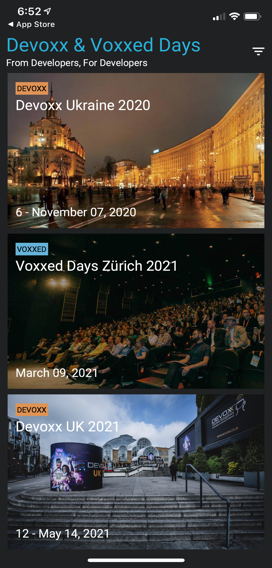 6:52
App Store
Devoxx & Voxxed Days
From Developers, For Developers
DEVOXX
Devoxx Ukraine 2020
6 - November 07, 2020
VOXXED
Voxxed Days Zürich 2021
March 09, 2021
DEVOXX
Devoxx UK 2021
DEVOXX
12 - May 14, 2021